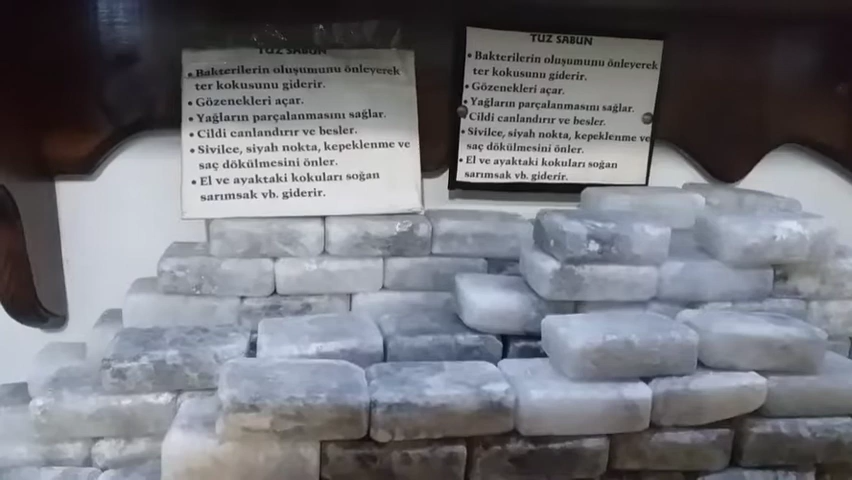 TUZ SABUN
• Bakterilerin oluşumunu önleyerek
ter kokusunu giderir.
• Gözenekleri açar.
• Yağların parçalanmasını sağlar.
• Cildi canlandırır ve besler.
• Sivilce, siyah nokta, kepeklenme ve
saç dökülmesini önler.
• El ve ayaktaki kokuları soğan
sarımsak vb. giderir.
TUZ SABUN
• Bakterilerin oluşumunu önleyerek
ter kokusunu giderir.
• Gözenekleri açar.
• Yağların parçalanmasını sağlar.
Cildi canlandırır ve besler.
• Sivilce, siyah nokta, kepeklenme ve
saç dökülmesini önler.
• El ve ayaktaki kokuları soğan
sarımsak vb. giderir.